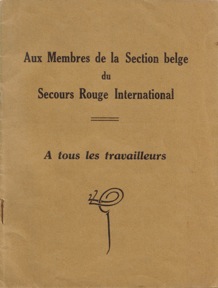 Aux Membres de la Section belge
du
Secours Rouge International
A tous les travailleurs